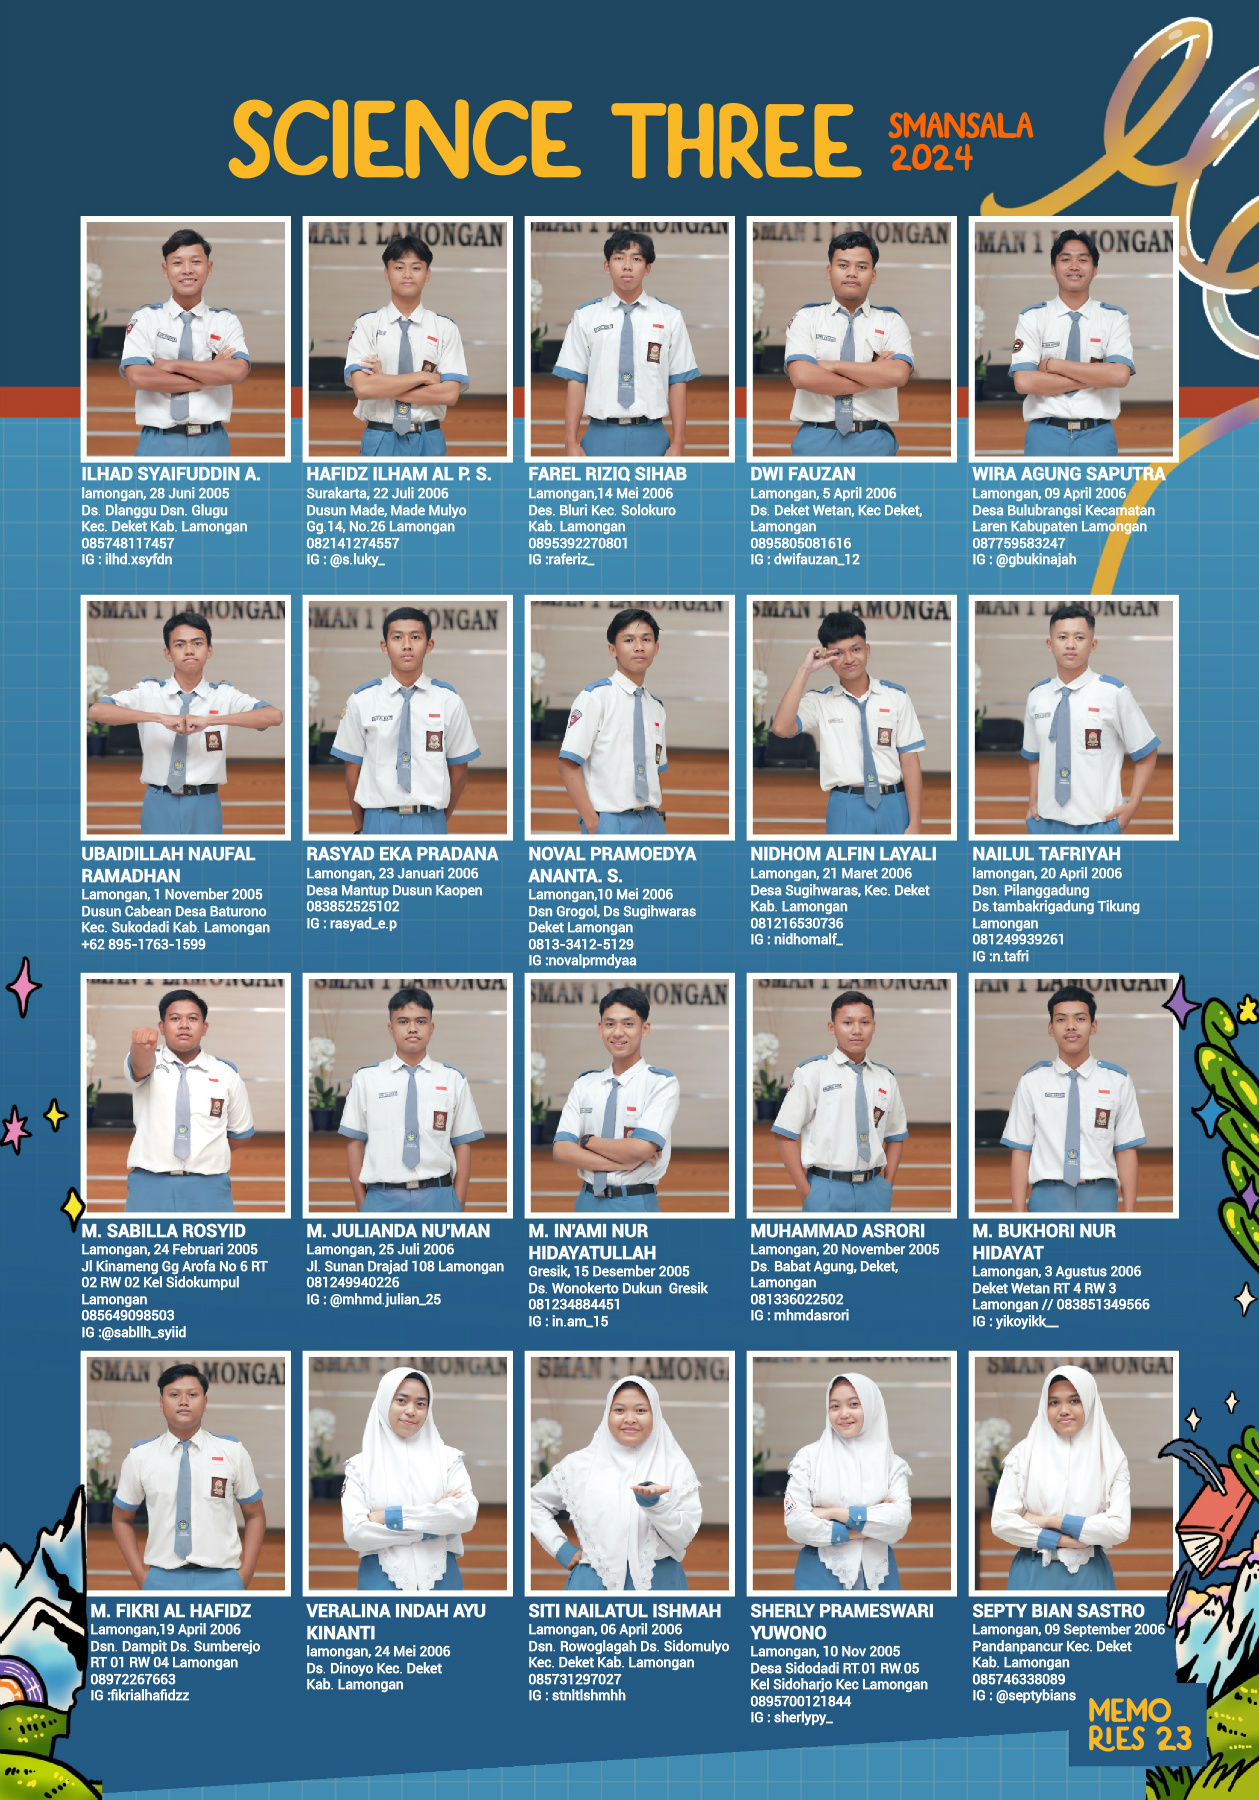 SCIENCE THREE
SMANSALA
2024
ILHAD SYAIFUDDIN A.
lamongan, 28 Juni 2005
Ds. Dlanggu Dsn. Glugu
Kec. Deket Kab. Lamongan
085748117457
IG : ilhd.xsyfdn
HAFIDZ ILHAM AL P. S.
Surakarta, 22 Juli 2006
Dusun Made, Made Mulyo
Gg.14, No.26 Lamongan
082141274557
IG : @s.luky_
FAREL RIZIQ SIHAB
Lamongan,14 Mei 2006
Des. Bluri Kec. Solokuro
Kab. Lamongan
0895392270801
IG :raferiz_
DWI FAUZAN
Lamongan, 5 April 2006
Ds. Deket Wetan, Kec Deket,
Lamongan
0895805081616
IG : dwifauzan_12
WIRA AGUNG SAPUTRA
Lamongan, 09 April 2006
Desa Bulubrangsi Kecamatan
Laren Kabupaten Lamongan
087759583247
IG : @gbukinajah
UBAIDILLAH NAUFAL
RAMADHAN
Lamongan, 1 November 2005
Dusun Cabean Desa Baturono
Kec. Sukodadi Kab. Lamongan
+62 895-1763-1599
RASYAD EKA PRADANA
Lamongan, 23 Januari 2006
Desa Mantup Dusun Kaopen
083852525102
IG : rasyad_e.p
NOVAL PRAMOEDYA
ANANTA. S.
Lamongan,10 Mei 2006
Dsn Grogol, Ds Sugihwaras
Deket Lamongan
0813-3412-5129
IG :novalprmdyaa
NIDHOM ALFIN LAYALI
Lamongan, 21 Maret 2006
Desa Sugihwaras, Kec. Deket
Kab. Lamongan
081216530736
IG : nidhomalf_
NAILUL TAFRIYAH
lamongan, 20 April 2006
Dsn. Pilanggadung
Ds.tambakrigadung Tikung
Lamongan
081249939261
IG :n.tafri
M. SABILLA ROSYID
Lamongan, 24 Februari 2005
Jl Kinameng Gg Arofa No 6 RT
02 RW 02 Kel Sidokumpul
Lamongan
085649098503
IG :@sabllh_syiid
M. JULIANDA NU'MAN
Lamongan, 25 Juli 2006
Jl. Sunan Drajad 108 Lamongan
081249940226
IG : @mhmd.julian_25
M. IN'AMI NUR
HIDAYATULLAH
Gresik, 15 Desember 2005
Ds. Wonokerto Dukun  Gresik
081234884451
IG : in.am_15
MUHAMMAD ASRORI
Lamongan, 20 November 2005
Ds. Babat Agung, Deket,
Lamongan
081336022502
IG : mhmdasrori
M. BUKHORI NUR
HIDAYAT
Lamongan, 3 Agustus 2006
Deket Wetan RT 4 RW 3
Lamongan // 083851349566
IG : yikoyikk__
M. FIKRI AL HAFIDZ
Lamongan,19 April 2006
Dsn. Dampit Ds. Sumberejo
RT 01 RW 04 Lamongan
08972267663
IG :fikrialhafidzz
VERALINA INDAH AYU
KINANTI
lamongan, 24 Mei 2006
Ds. Dinoyo Kec. Deket
Kab. Lamongan
SITI NAILATUL ISHMAH
Lamongan, 06 April 2006
Dsn. Rowoglagah Ds. Sidomulyo
Kec. Deket Kab. Lamongan
085731297027
IG : stnltlshmhh
SHERLY PRAMESWARI
YUWONO
Lamongan, 10 Nov 2005
Desa Sidodadi RT.01 RW.05
Kel Sidoharjo Kec Lamongan
0895700121844
IG : sherlypy_
SEPTY BIAN SASTRO
Lamongan, 09 September 2006
Pandanpancur Kec. Deket
Kab. Lamongan
085746338089
IG : @septybians
MEMO
RIES 23